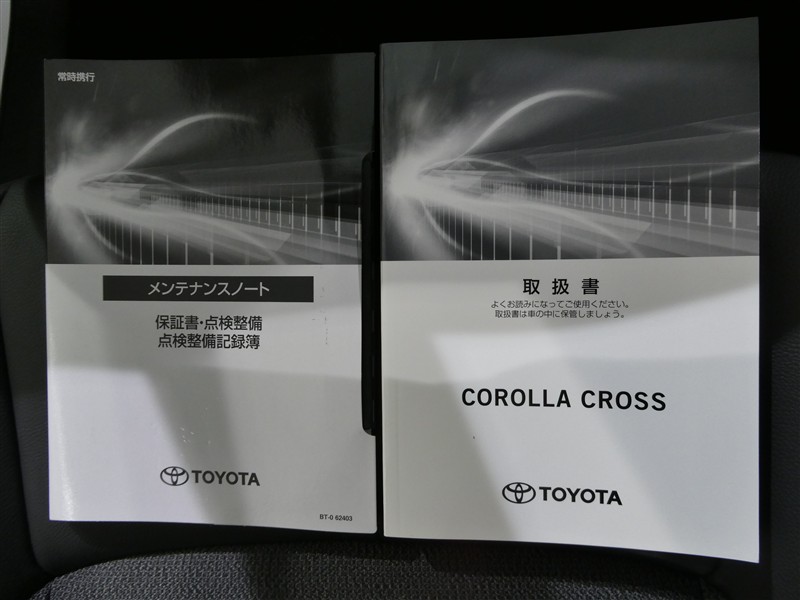 常時携行
メンテナンスノート
保証書・点検整備
点検整備記録簿
TOYOTA
BT-0 62403
取扱書
よくお読みになってご使用ください。
取扱書は車の中に保管しましょう。
COROLLA CROSS
TOYOTA